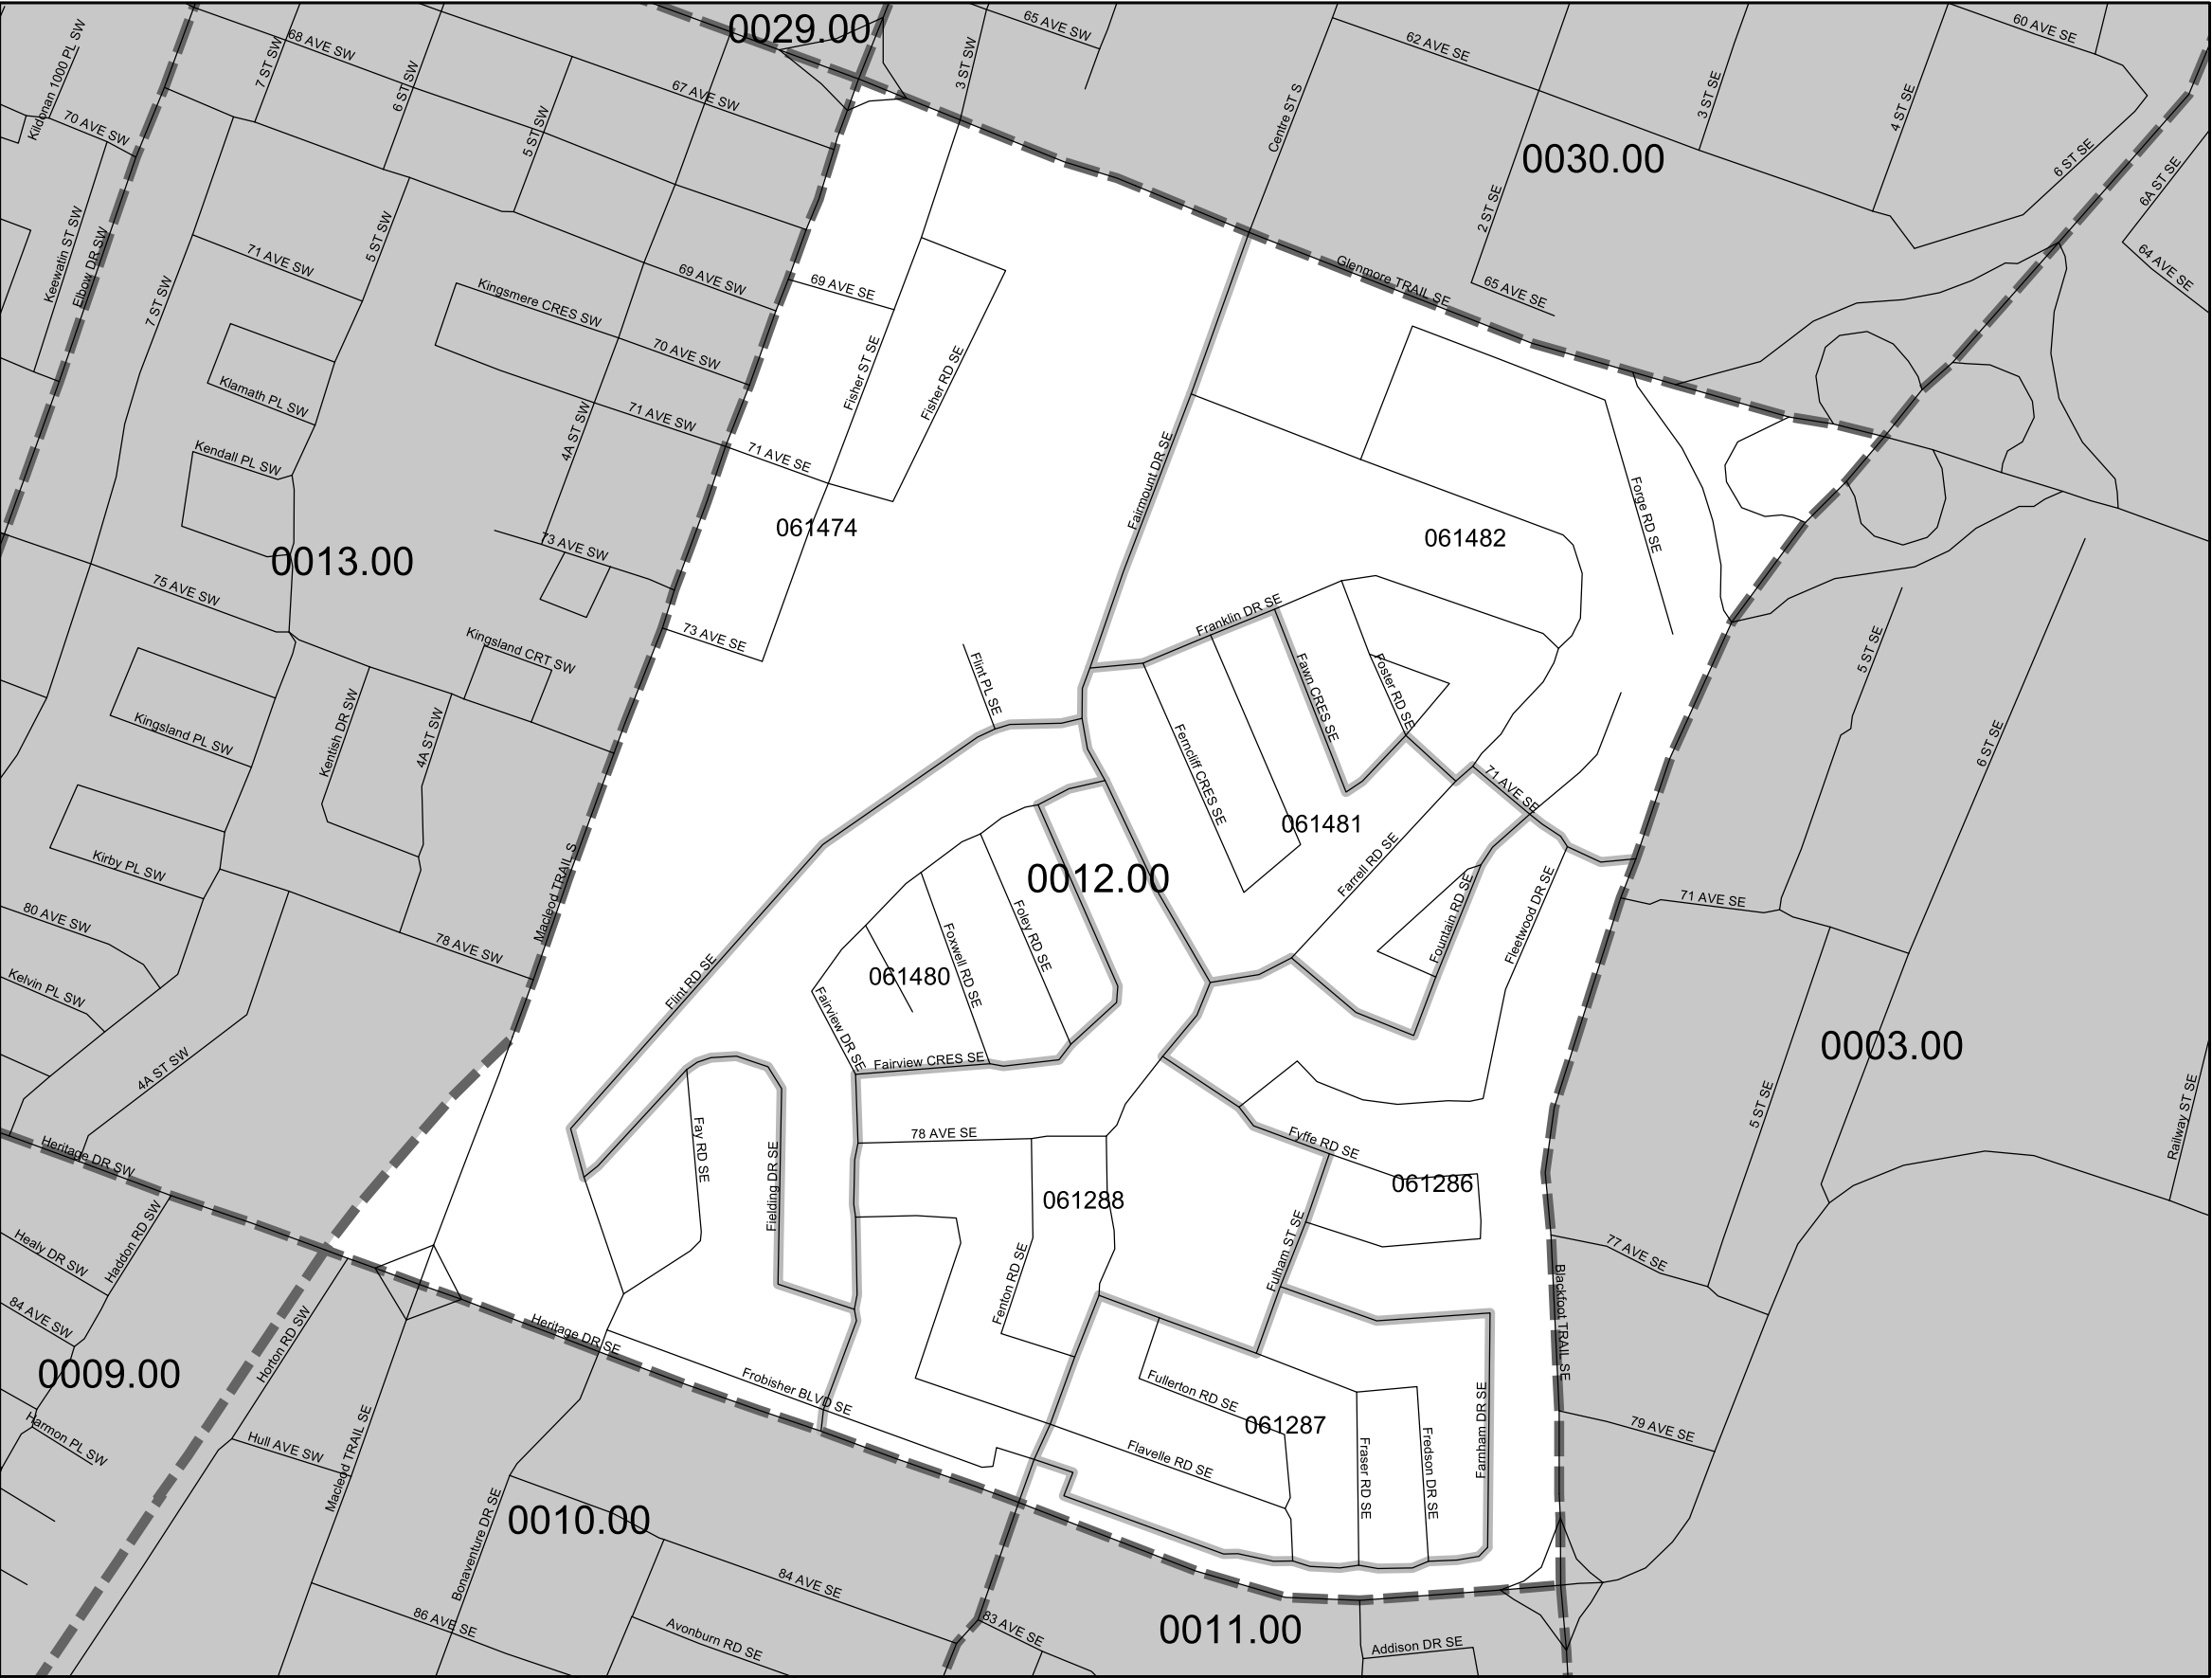 0029.00
65 AVE SW
60 AVE SE
Kildonan 1000 PL SW
7 ST SW
68 AVE SW
6 ST SW
67 AVE SW
3 ST SW
62 AVE SE
3 ST SE
4 ST SE
70 AVE SW
5 ST SW
Centre ST S
0030.00
6 ST SE
6A ST SE
2 ST SE
Keewatin ST SW
Elbow DR SW
71 AVE SW
5 ST SW
7 ST SW
Kingsmere CRES SW
69 AVE SW
69 AVE SE
Glenmore TRAIL SE
65 AVE SE
64 AVE SE
70 AVE SW
Fisher ST SE
Fisher RD SE
Klamath PL SW
71 AVE SW
4A ST SW
Kendall PL SW
71 AVE SE
Fairmount DR SE
Forge RD SE
061474
061482
0013.00
73 AVE SW
75 AVE SW
73 AVE SE
Franklin DR SE
Kingsland CRT SW
Flint PL SE
Fawn CRES SE
Foster RD SE
5 ST SE
Kingsland PL SW
Kentish DR SW
4A ST SW
Ferncliff CRES SE
71 AVE SE
6 ST SE
061481
Kirby PL SW
Macleod TRAIL S
0012.00
Farrell RD SE
71 AVE SE
80 AVE SW
78 AVE SW
Foley RD SE
Foxwell RD SE
Fountain RD SE
Fleetwood DR SE
Kelvin PL SW
Flint RD SE
061480
Fairview DR SE
Fairview CRES SE
4A ST SW
0003.00
5 ST SE
Railway ST SE
Heritage DR SW
Fay RD SE
Fielding DR SE
78 AVE SE
Fyffe RD SE
061286
061288
Healy DR SW
Haddon RD SW
Fenton RD SE
Fulham ST SE
77 AVE SE
Blackfoot TRAIL SE
84 AVE SW
Horton RD SW
Heritage DR SE
0009.00
Frobisher BLVD SE
Fullerton RD SE
061287
Farnham DR SE
79 AVE SE
Harmon PL SW
Hull AVE SW
Macleod TRAIL SE
Flavelle RD SE
Fraser RD SE
Fredson DR SE
0010.00
Bonaventure DR SE
84 AVE SE
86 AVE SE
Avonburn RD SE
83 AVE SE
0011.00
Addison DR SE